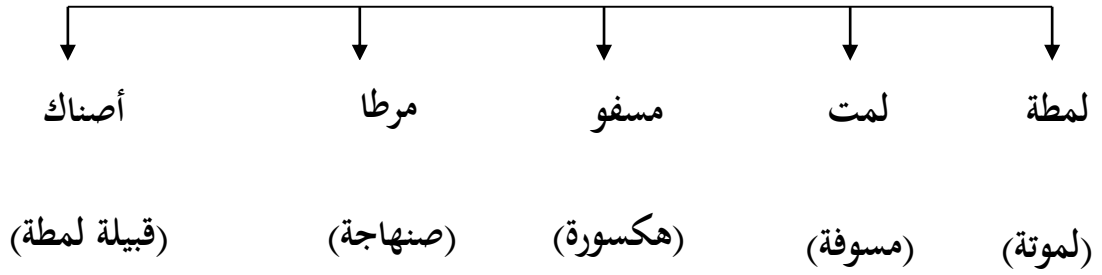 لمطة لمت مسفو مرطا أصناك
(لموتة) (مسوفة) (هكسورة) (صنهاجة) (قبيلة لمطة)